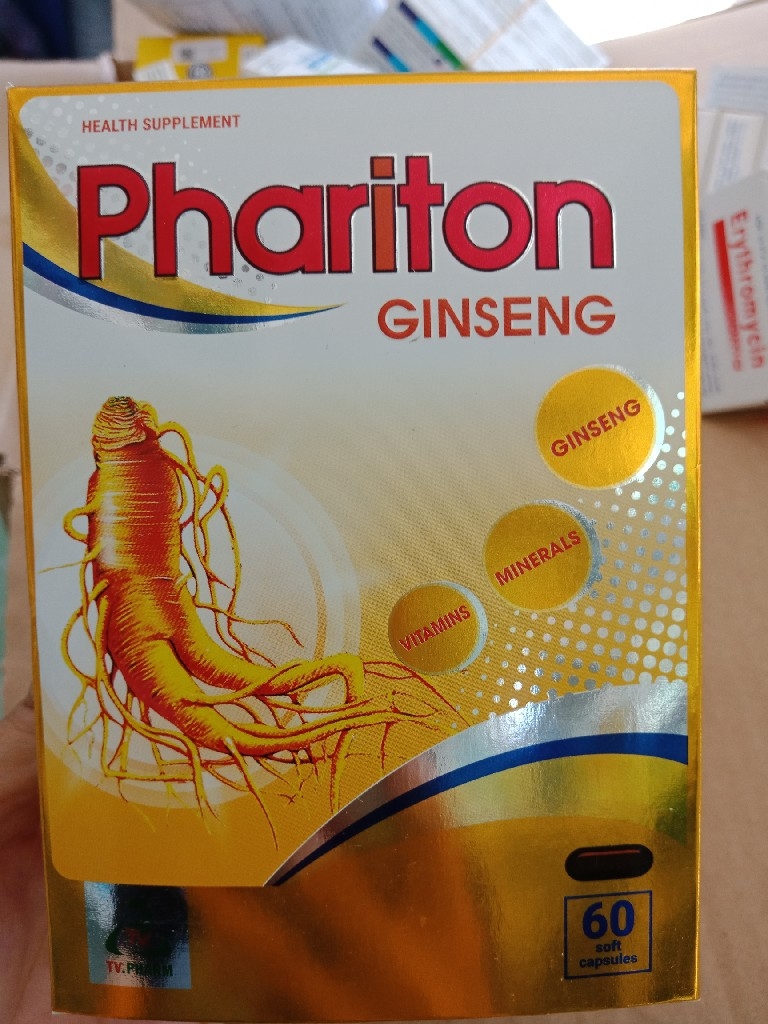 HEALTH SUPPLEMENT
Phariton
GINSENG
GINSENG
MINERALS
VITAMINS
Erythromycin
60
soft
capsules
TV.PHARM